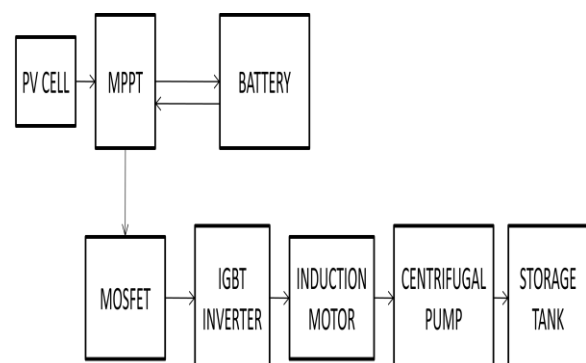 PV CELL
MPPT
BATTERY
MOSFET
IGBT
INVERTER
INDUCTION
MOTOR
CENTRIFUGAL
PUMP
STORAGE
TANK